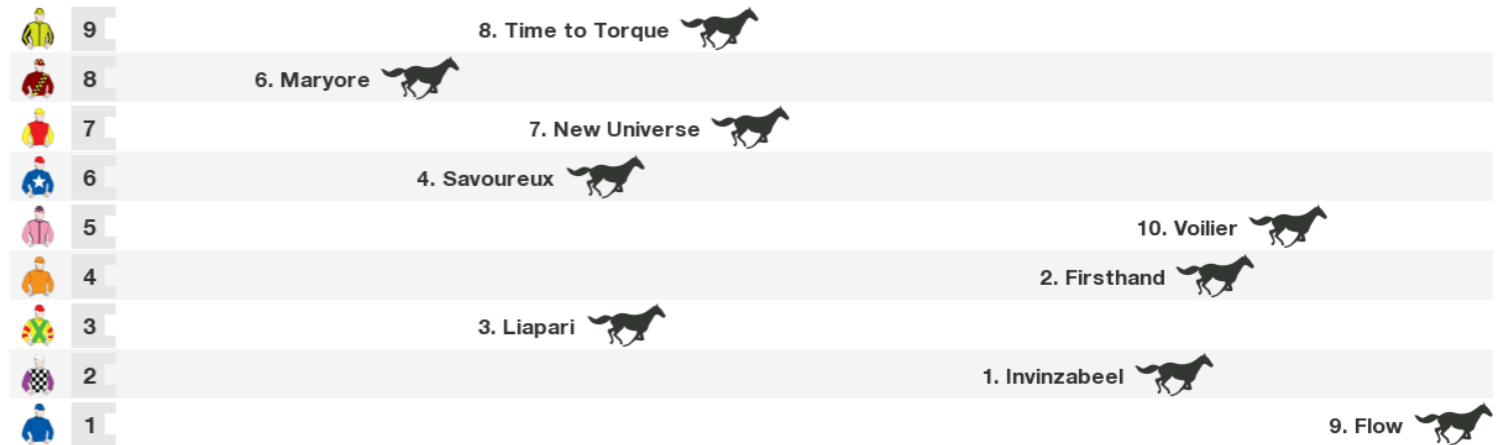 9 8. Time to Torque
8 6. Maryore
7 7. New Universe
6 4. Savoureux
5 10. Voilier
4 2. Firsthand
3 3. Liapari
2 1. Invinzabeel
1 9. Flow